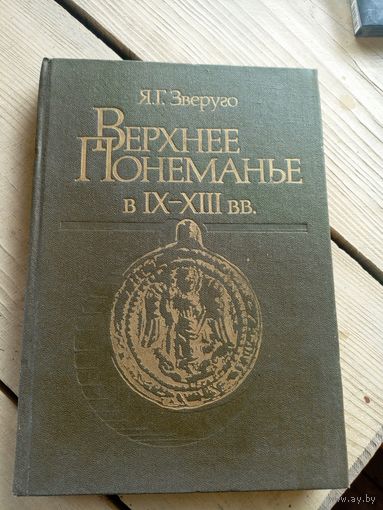 Я.Г. Зверуго
Верхнее
Понеманье
в IX–XIII вв.
ay.by